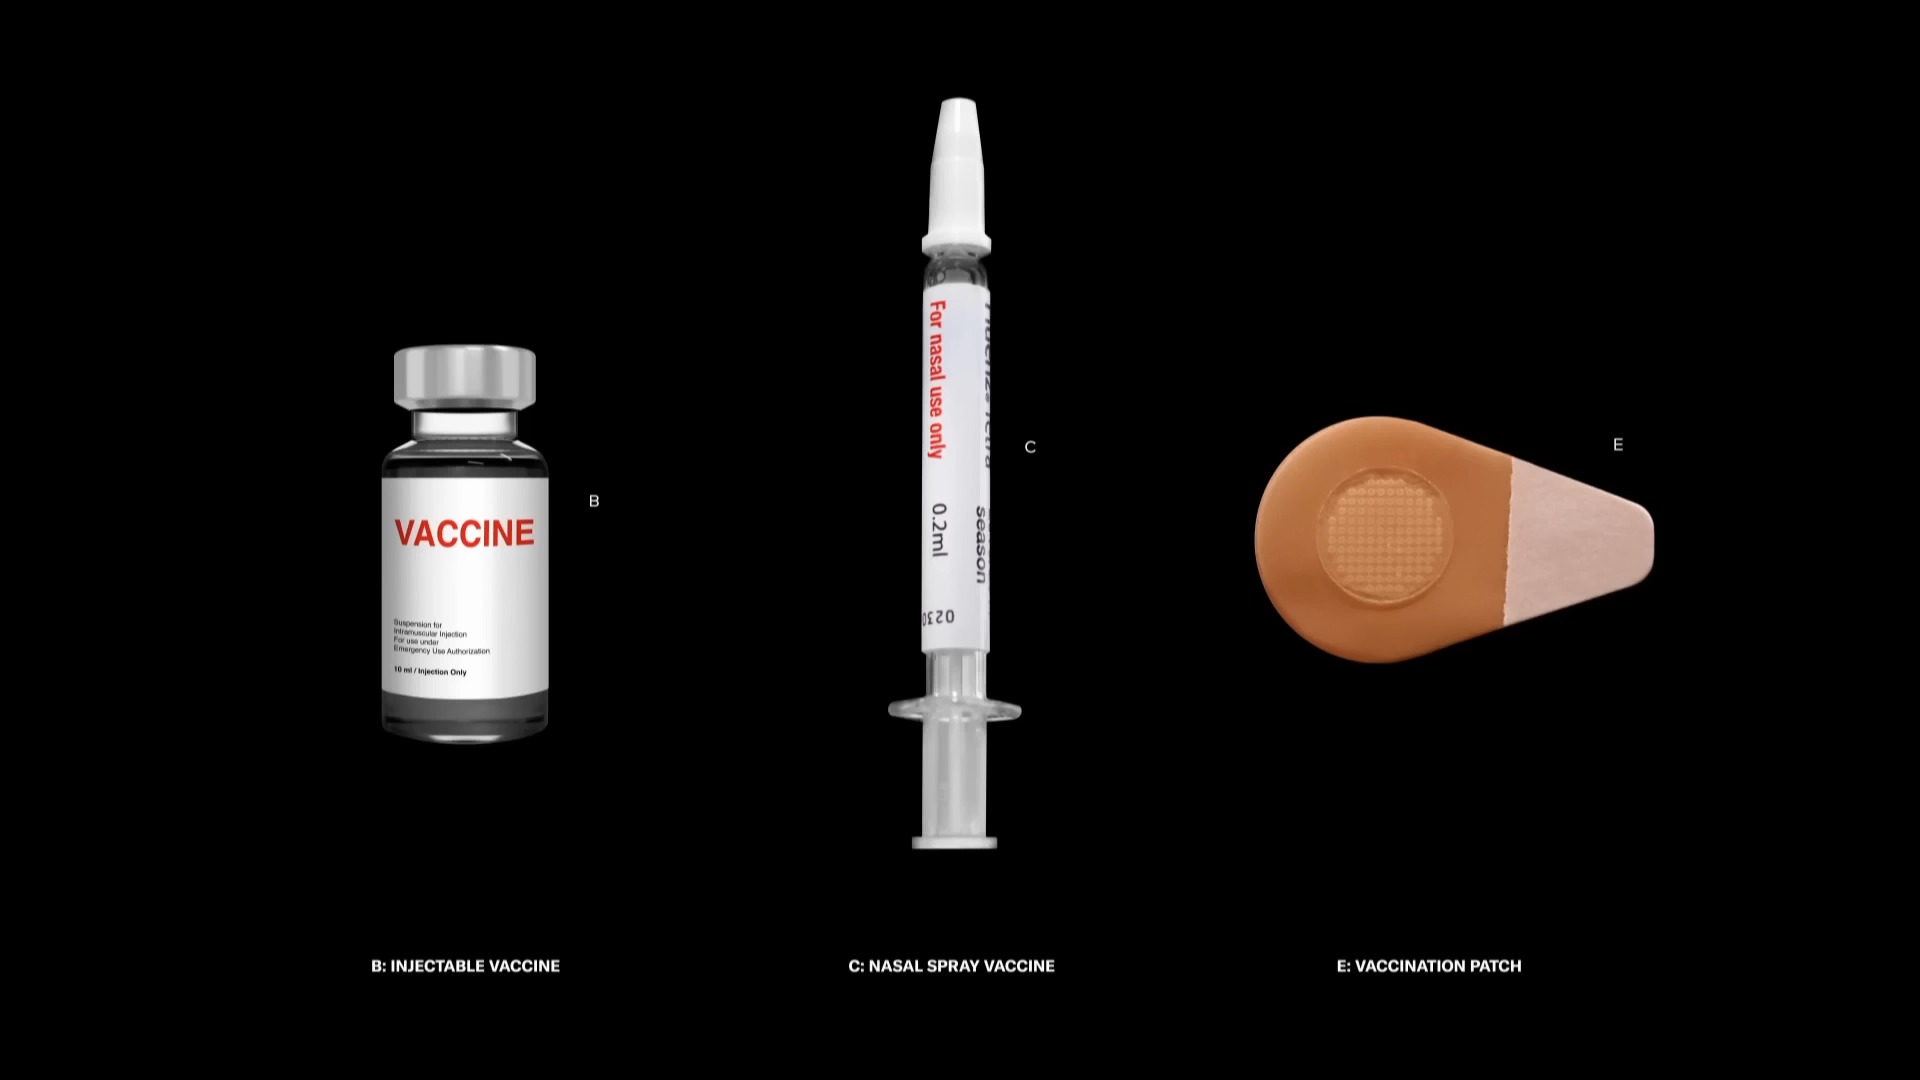 VACCINE
Suspension for
Intramuscular Injection
For use under
Emergency Use Authorization
10 ml / Injection Only
B
For nasal use only
0.2ml
season
0230
C
E
B: INJECTABLE VACCINE
C: NASAL SPRAY VACCINE
E: VACCINATION PATCH